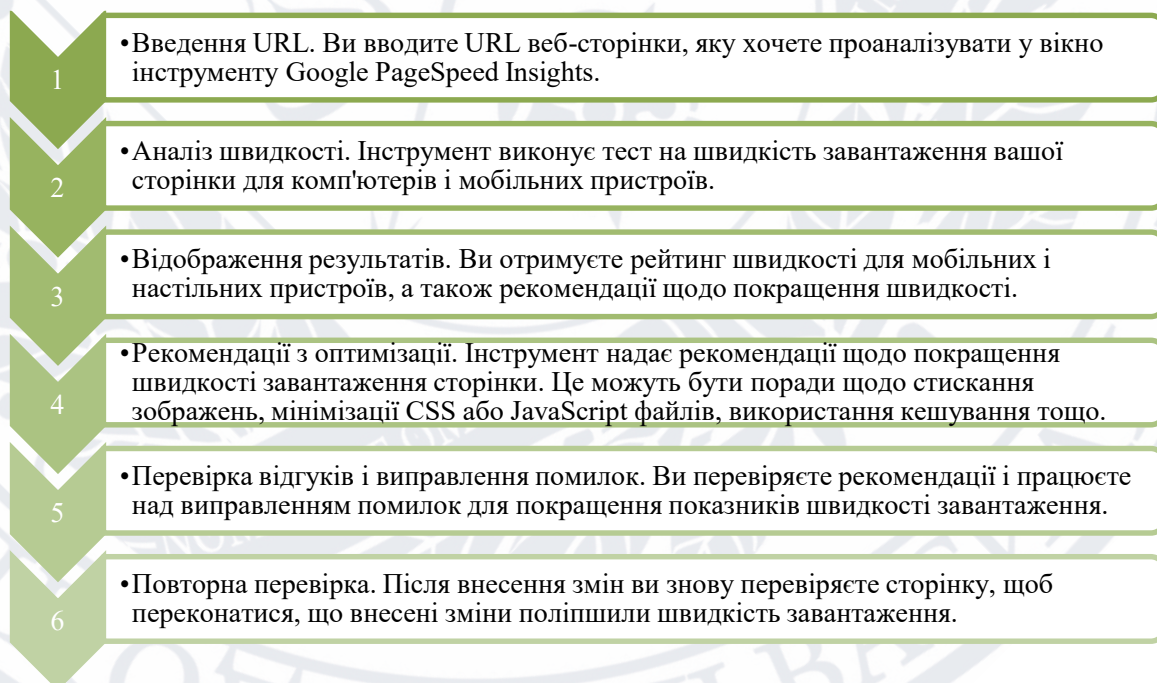 1
•Введення URL. Ви вводите URL веб-сторінки, яку хочете проаналізувати у вікно
інструменту Google PageSpeed Insights.
2
•Аналіз швидкості. Інструмент виконує тест на швидкість завантаження вашої
сторінки для комп'ютерів і мобільних пристроїв.
3
•Відображення результатів. Ви отримуєте рейтинг швидкості для мобільних і
настільних пристроїв, а також рекомендації щодо покращення швидкості.
4
•Рекомендації з оптимізації. Інструмент надає рекомендації щодо покращення
швидкості завантаження сторінки. Це можуть бути поради щодо стискання
зображень, мінімізації CSS або JavaScript файлів, використання кешування тощо.
5
•Перевірка відгуків і виправлення помилок. Ви перевіряєте рекомендації і працюєте
над виправленням помилок для покращення показників швидкості завантаження.
6
•Повторна перевірка. Після внесення змін ви знову перевіряєте сторінку, щоб
переконатися, що внесені зміни поліпшили швидкість завантаження.